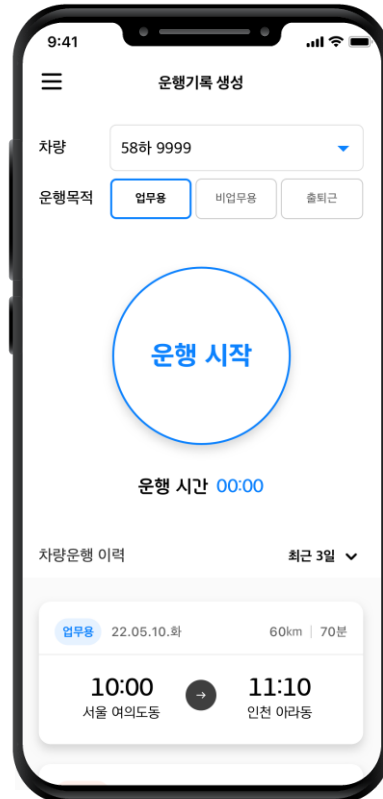 9:41
운행기록 생성
차량 58하 9999
운행목적 업무용 비업무용 출퇴근
운행 시작
운행 시간 00:00
차량운행 이력 최근 3일
업무용 22.05.10.화 60km 70분
10:00 → 11:10
서울 여의도동 인천 아라동